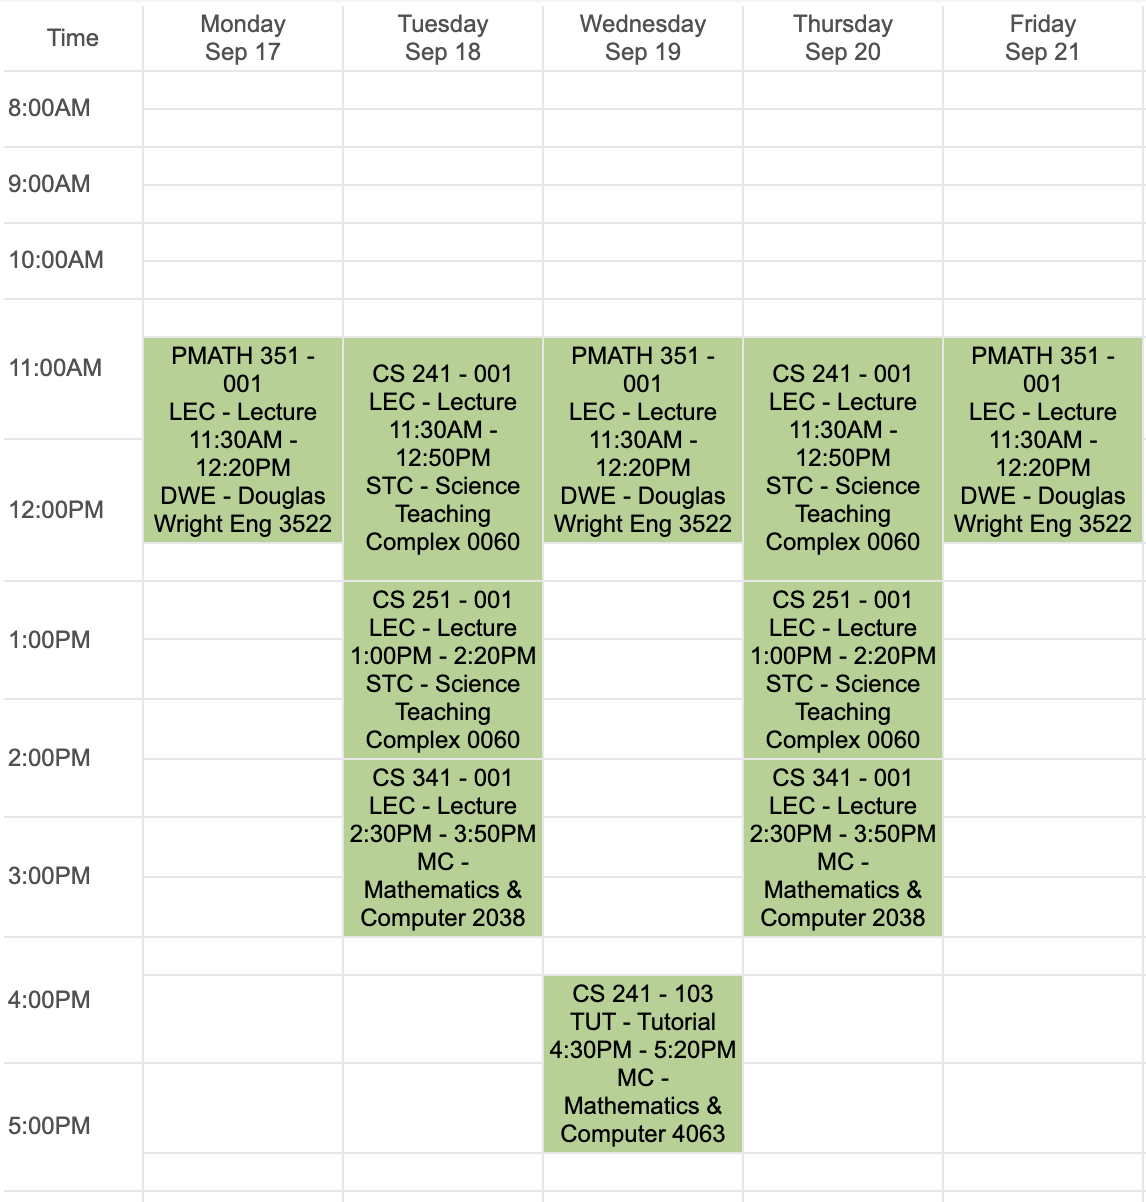 Time
Monday
Sep 17
Tuesday
Sep 18
Wednesday
Sep 19
Thursday
Sep 20
Friday
Sep 21
8:00AM
9:00AM
10:00AM
11:00AM
PMATH 351 -
001
LEC - Lecture
11:30AM -
12:20PM
DWE - Douglas
Wright Eng 3522
CS 241 - 001
LEC - Lecture
11:30AM -
12:50PM
STC - Science
Teaching
Complex 0060
PMATH 351 -
001
LEC - Lecture
11:30AM -
12:20PM
DWE - Douglas
Wright Eng 3522
CS 241 - 001
LEC - Lecture
11:30AM -
12:50PM
STC - Science
Teaching
Complex 0060
PMATH 351 -
001
LEC - Lecture
11:30AM -
12:20PM
DWE - Douglas
Wright Eng 3522
12:00PM
1:00PM
CS 251 - 001
LEC - Lecture
1:00PM - 2:20PM
STC - Science
Teaching
Complex 0060
CS 251 - 001
LEC - Lecture
1:00PM - 2:20PM
STC - Science
Teaching
Complex 0060
2:00PM
CS 341 - 001
LEC - Lecture
2:30PM - 3:50PM
MC -
Mathematics &
Computer 2038
CS 341 - 001
LEC - Lecture
2:30PM - 3:50PM
MC -
Mathematics &
Computer 2038
3:00PM
4:00PM
CS 241 - 103
TUT - Tutorial
4:30PM - 5:20PM
MC -
Mathematics &
Computer 4063
5:00PM